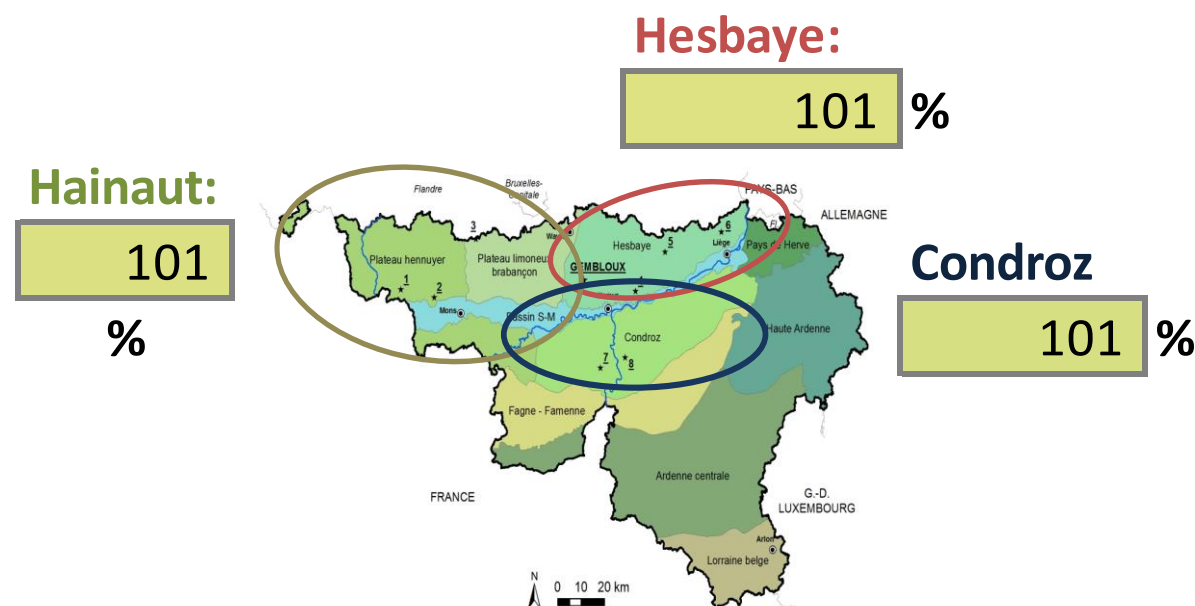 Hesbaye:
101 %
Hainaut:
101
%
Condroz
101 %
Flandre
Bruxelles-
Capitale
PAYS-BAS
ALLEMAGNE
3
6
5
Hesbaye
Liège
Pays de Herve
Plateau hennuyer
Plateau limoneux
brabançon
GEMBLOUX
1
2
Mons
Bassin S-M
Condroz
Haute Ardenne
7
8
Fagne - Famenne
Ardenne centrale
FRANCE
G.-D.
LUXEMBOURG
Arlon
Lorraine belge
N
0 10 20 km